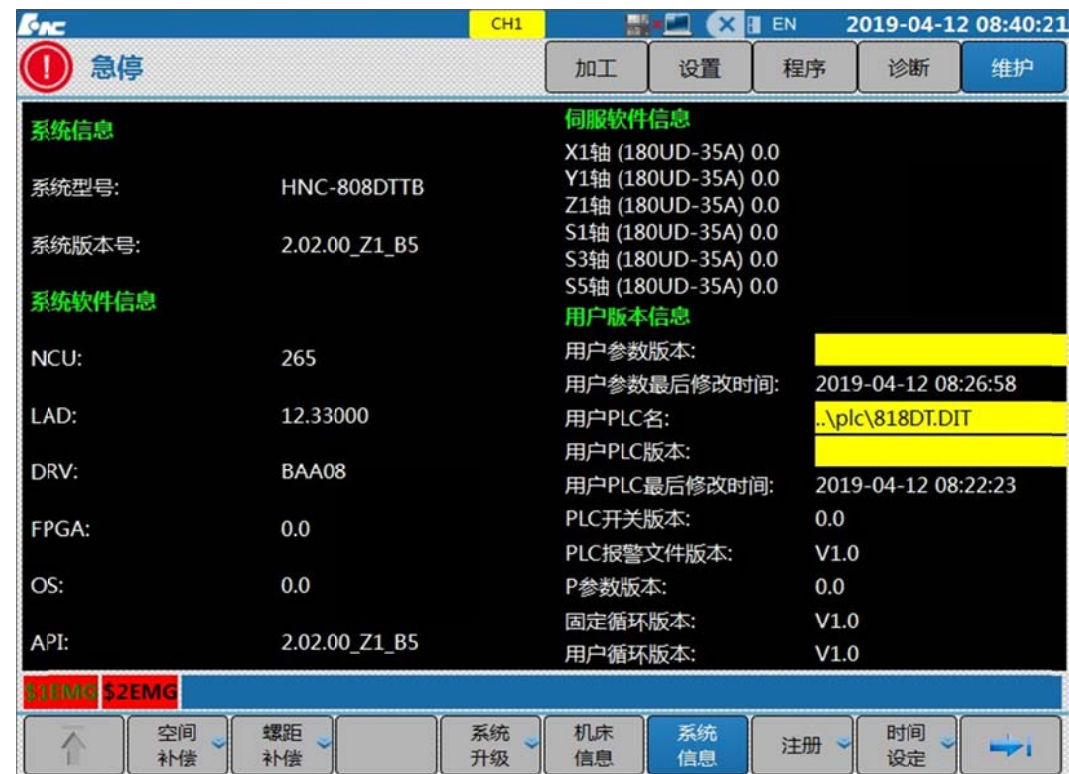 HNC
CH1
EN
2019-04-12 08:40:21
急停
加工
设置
程序
诊断
维护
系统信息
系统型号: HNC-808DTTB
系统版本号: 2.02.00_Z1_B5
系统软件信息
NCU: 265
LAD: 12.33000
DRV: BAA08
FPGA: 0.0
OS: 0.0
API: 2.02.00_Z1_B5
伺服软件信息
X1轴 (180UD-35A) 0.0
Y1轴 (180UD-35A) 0.0
Z1轴 (180UD-35A) 0.0
S1轴 (180UD-35A) 0.0
S3轴 (180UD-35A) 0.0
S5轴 (180UD-35A) 0.0
用户版本信息
用户参数版本:
用户参数最后修改时间: 2019-04-12 08:26:58
用户PLC名: ..\plc\818DT.DIT
用户PLC版本:
用户PLC最后修改时间: 2019-04-12 08:22:23
PLC开关版本: 0.0
PLC报警文件版本: V1.0
P参数版本: 0.0
固定循环版本: V1.0
用户循环版本: V1.0
$1EMG $2EMG
空间
补偿
螺距
补偿
系统
升级
机床
信息
系统
信息
注册
时间
设定